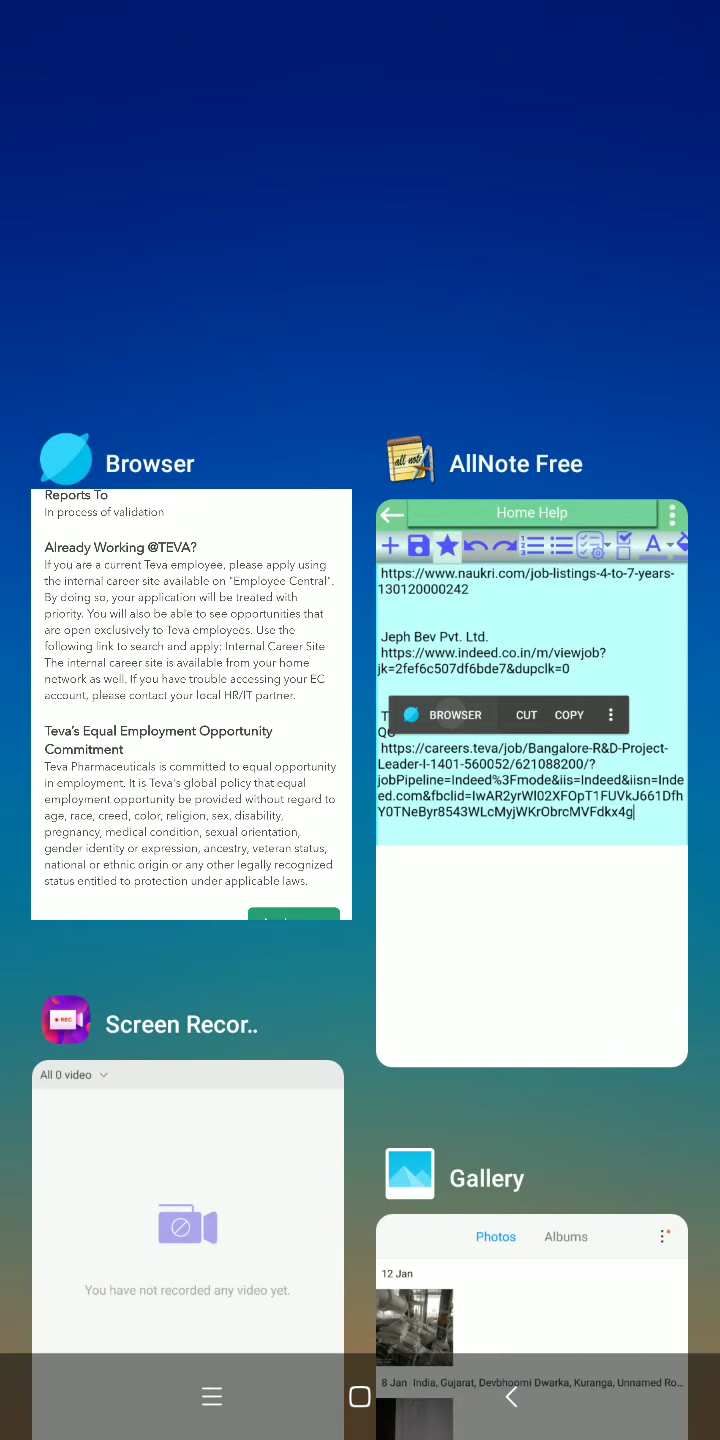 Browser
Reports To
In process of validation
Already Working @TEVA?
If you are a current Teva employee, please apply using
the internal career site available on "Employee Central".
By doing so, your application will be treated with
priority. You will also be able to see opportunities that
are open exclusively to Teva employees. Use the
following link to search and apply: Internal Career Site
The internal career site is available from your home
network as well. If you have trouble accessing your EC
account, please contact your local HR/IT partner.
Teva's Equal Employment Opportunity
Commitment
Teva Pharmaceuticals is committed to equal opportunity
in employment. It is Teva's global policy that equal
employment opportunity be provided without regard to
age, race, creed, color, religion, sex, disability,
pregnancy, medical condition, sexual orientation,
gender identity or expression, ancestry, veteran status,
national or ethnic origin or any other legally recognized
status entitled to protection under applicable laws.
AllNote Free
all note
Home Help
A
https://www.naukri.com/job-listings-4-to-7-years-
130120000242
Jeph Bev Pvt. Ltd.
https://www.indeed.co.in/m/viewjob?
jk=2fef6c507df6bde7&dupclk=0
BROWSER CUT COPY
https://careers.teva/job/Bangalore-R&D-Project-
Leader-I-1401-560052/621088200/?
jobPipeline=Indeed%3Fmode&iis=Indeed&iisn=Inde
ed.com&fbclid=IwAR2yrWl02XFOpT1FUVkJ661Dfh
Y0TNeByr8543WLcMyjWKrObrcMVFdkx4g
Screen Recor..
REC
All 0 video
You have not recorded any video yet.
Gallery
Photos Albums
12 Jan
8 Jan India, Gujarat, Devbhoomi Dwarka, Kuranga, Unnamed Ro...